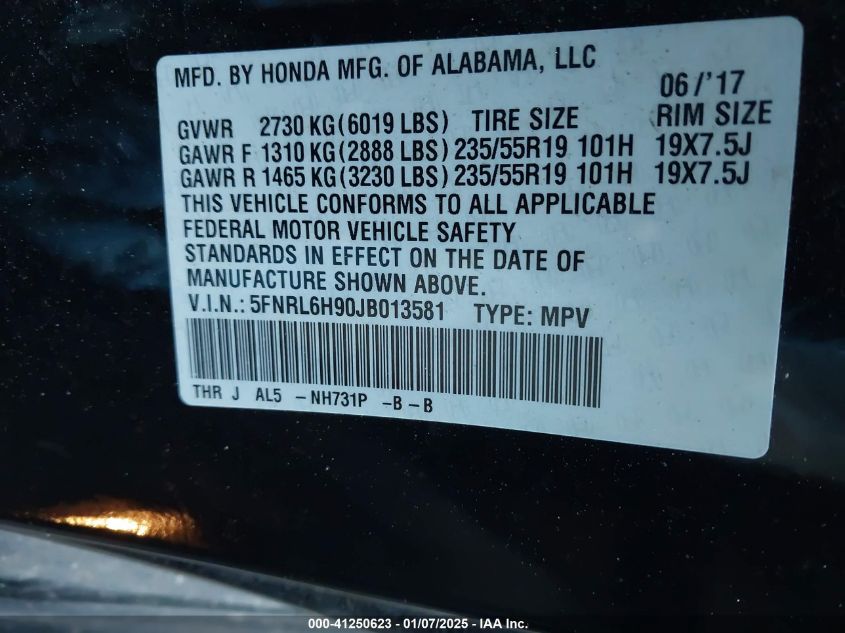 MFD. BY HONDA MFG. OF ALABAMA, LLC
06/'17
GVWR 2730 KG(6019 LBS) TIRE SIZE RIM SIZE
GAWR F 1310 KG(2888 LBS) 235/55R19 101H 19X7.5J
GAWR R 1465 KG(3230 LBS) 235/55R19 101H 19X7.5J
THIS VEHICLE CONFORMS TO ALL APPLICABLE
FEDERAL MOTOR VEHICLE SAFETY
STANDARDS IN EFFECT ON THE DATE OF
MANUFACTURE SHOWN ABOVE.
V.I.N.: 5FNRL6H90JB013581 TYPE: MPV
THR J AL5 -NH731P -B-B
000-41250623 - 01/07/2025 - IAA Inc.